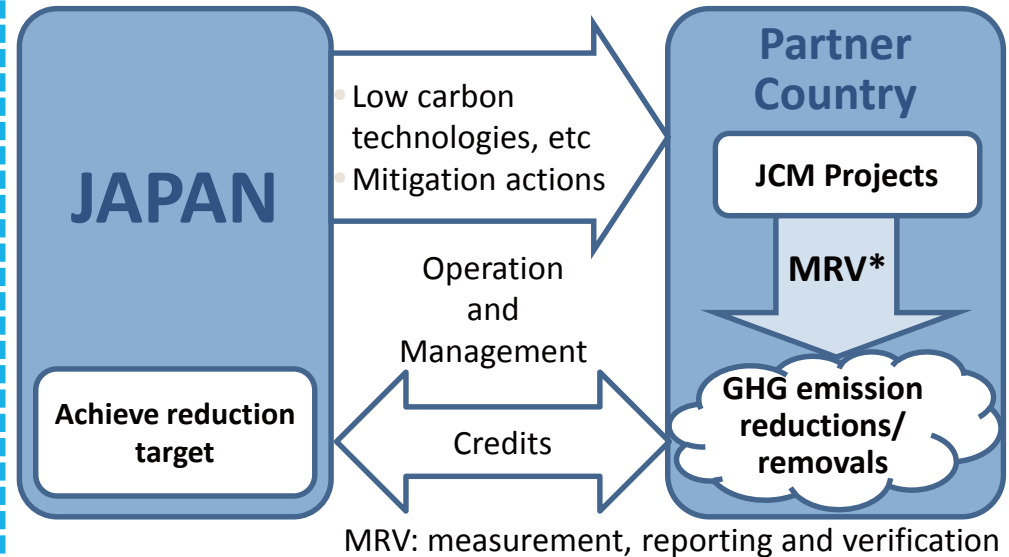 JAPAN
Achieve reduction
target
• Low carbon
technologies, etc
• Mitigation actions
Operation
and
Management
Credits
Partner
Country
JCM Projects
MRV*
GHG emission
reductions/
removals
MRV: measurement, reporting and verification